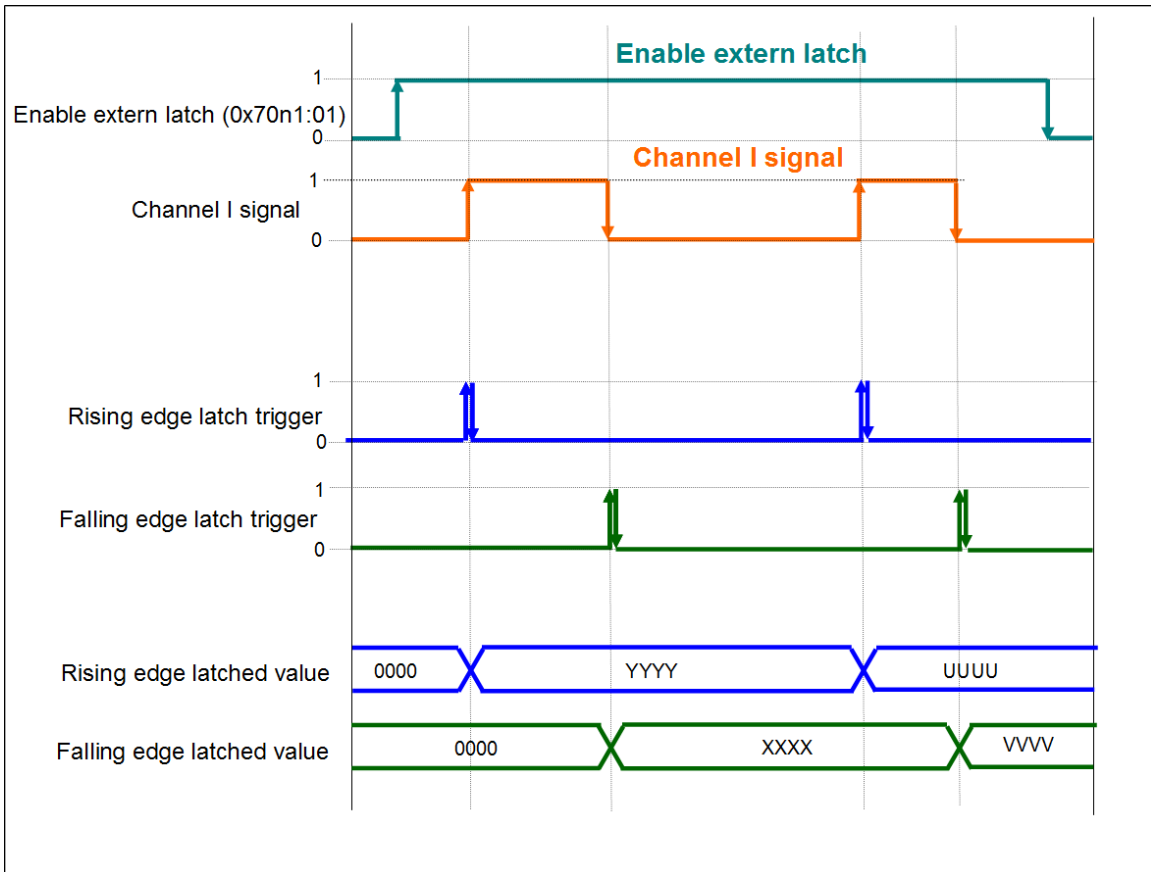 Enable extern latch
1
Enable extern latch (0x70n1:01)
0
Channel I signal
1
Channel I signal
0
1
Rising edge latch trigger
0
1
Falling edge latch trigger
0
Rising edge latched value 0000 YYYY UUUU
Falling edge latched value 0000 XXXX VVVV